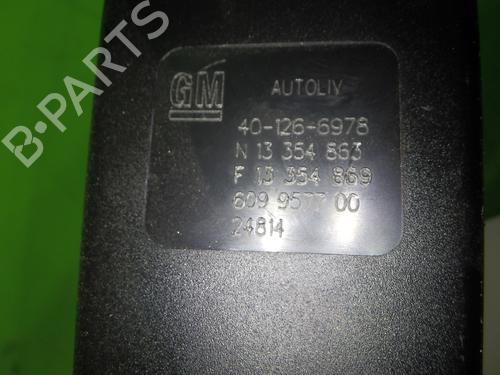 B-PARTS
GM AUTOLIV
40-126-6978
N 13 354 863
F 13 354 869
609 9577 00
24814